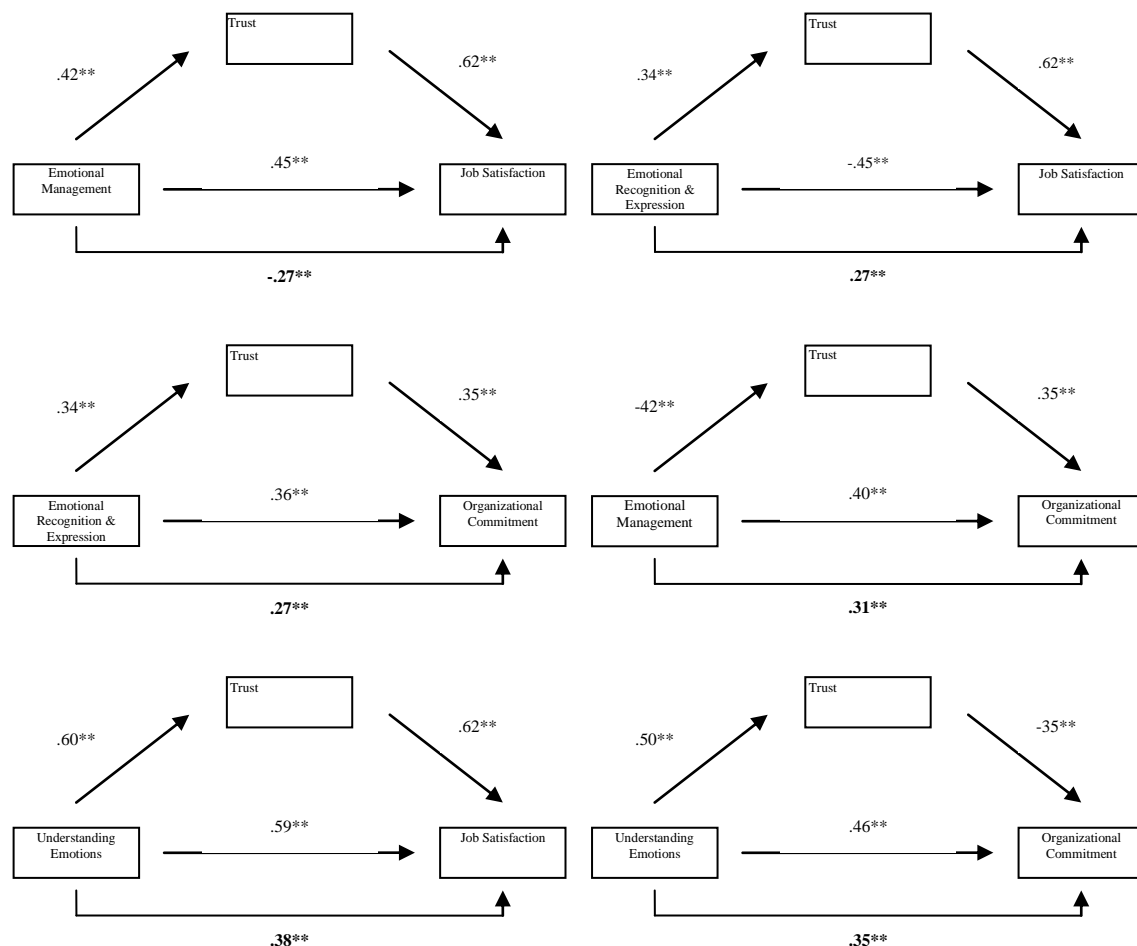 Trust
.42**
.62**
.45**
Emotional
Management
Job Satisfaction
-.27**
Trust
.34**
.62**
-.45**
Emotional
Recognition &
Expression
Job Satisfaction
.27**
Trust
.34**
.35**
.36**
Emotional
Recognition &
Expression
Organizational
Commitment
.27**
Trust
-42**
.35**
.40**
Emotional
Management
Organizational
Commitment
.31**
Trust
.60**
.62**
.59**
Understanding
Emotions
Job Satisfaction
.38**
Trust
.50**
-35**
.46**
Understanding
Emotions
Organizational
Commitment
.35**